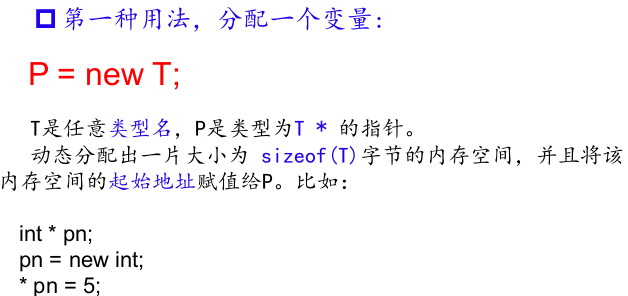 第一种用法，分配一个变量：
P = new T;
T是任意类型名，P是类型为T * 的指针。
动态分配出一片大小为 sizeof(T)字节的内存空间，并且将该
内存空间的起始地址赋值给P。比如：
int * pn;
pn = new int;
* pn = 5;